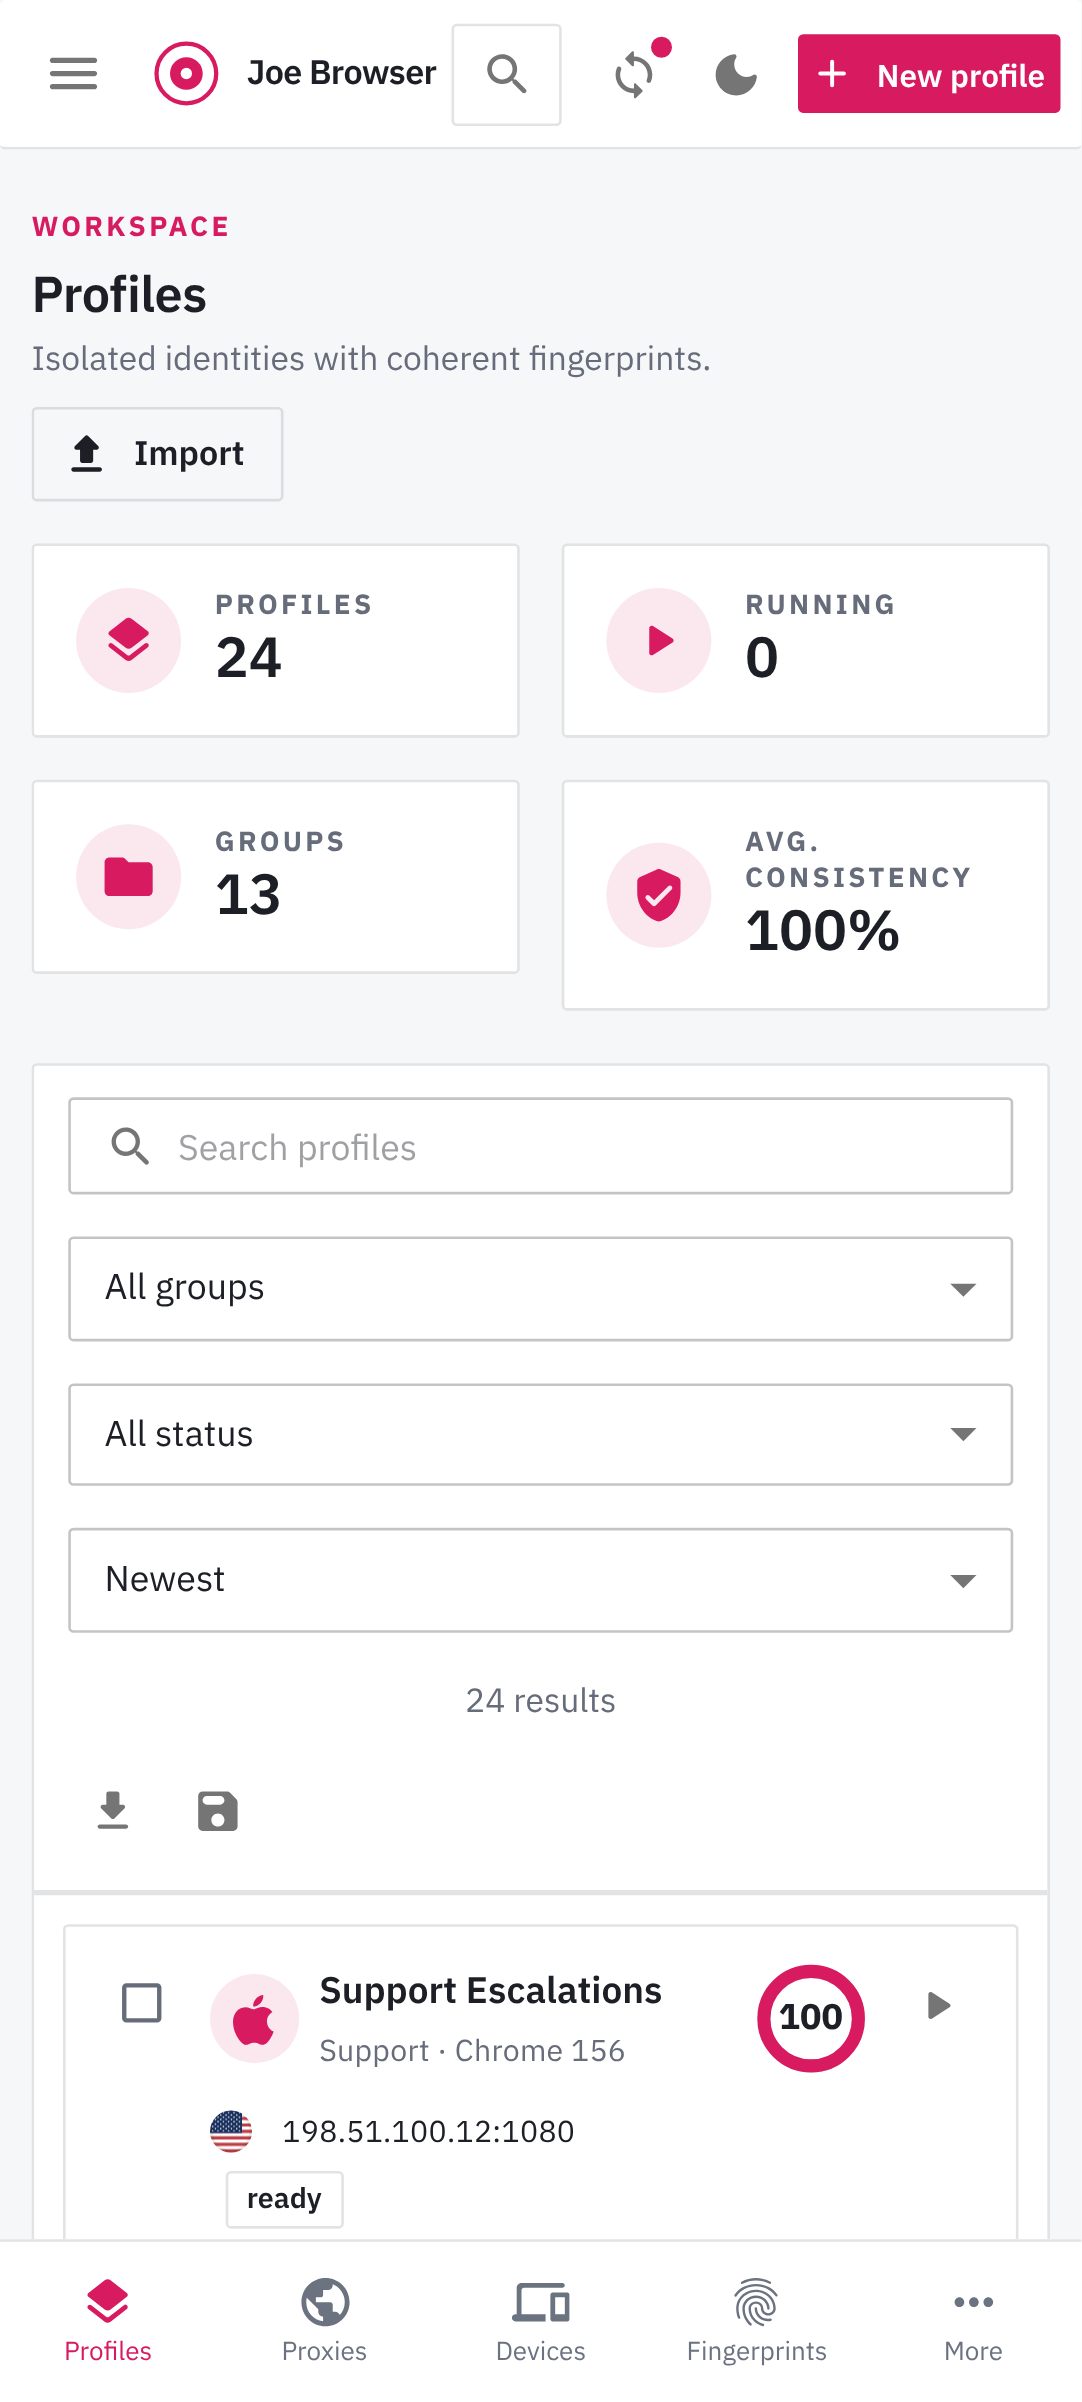 Joe Browser
New profile
WORKSPACE
Profiles
Isolated identities with coherent fingerprints.
Import
PROFILES
24
RUNNING
0
GROUPS
13
AVG.
CONSISTENCY
100%
Search profiles
All groups
All status
Newest
24 results
Support Escalations
100
Support · Chrome 156
198.51.100.12:1080
ready
Profiles
Proxies
Devices
Fingerprints
More